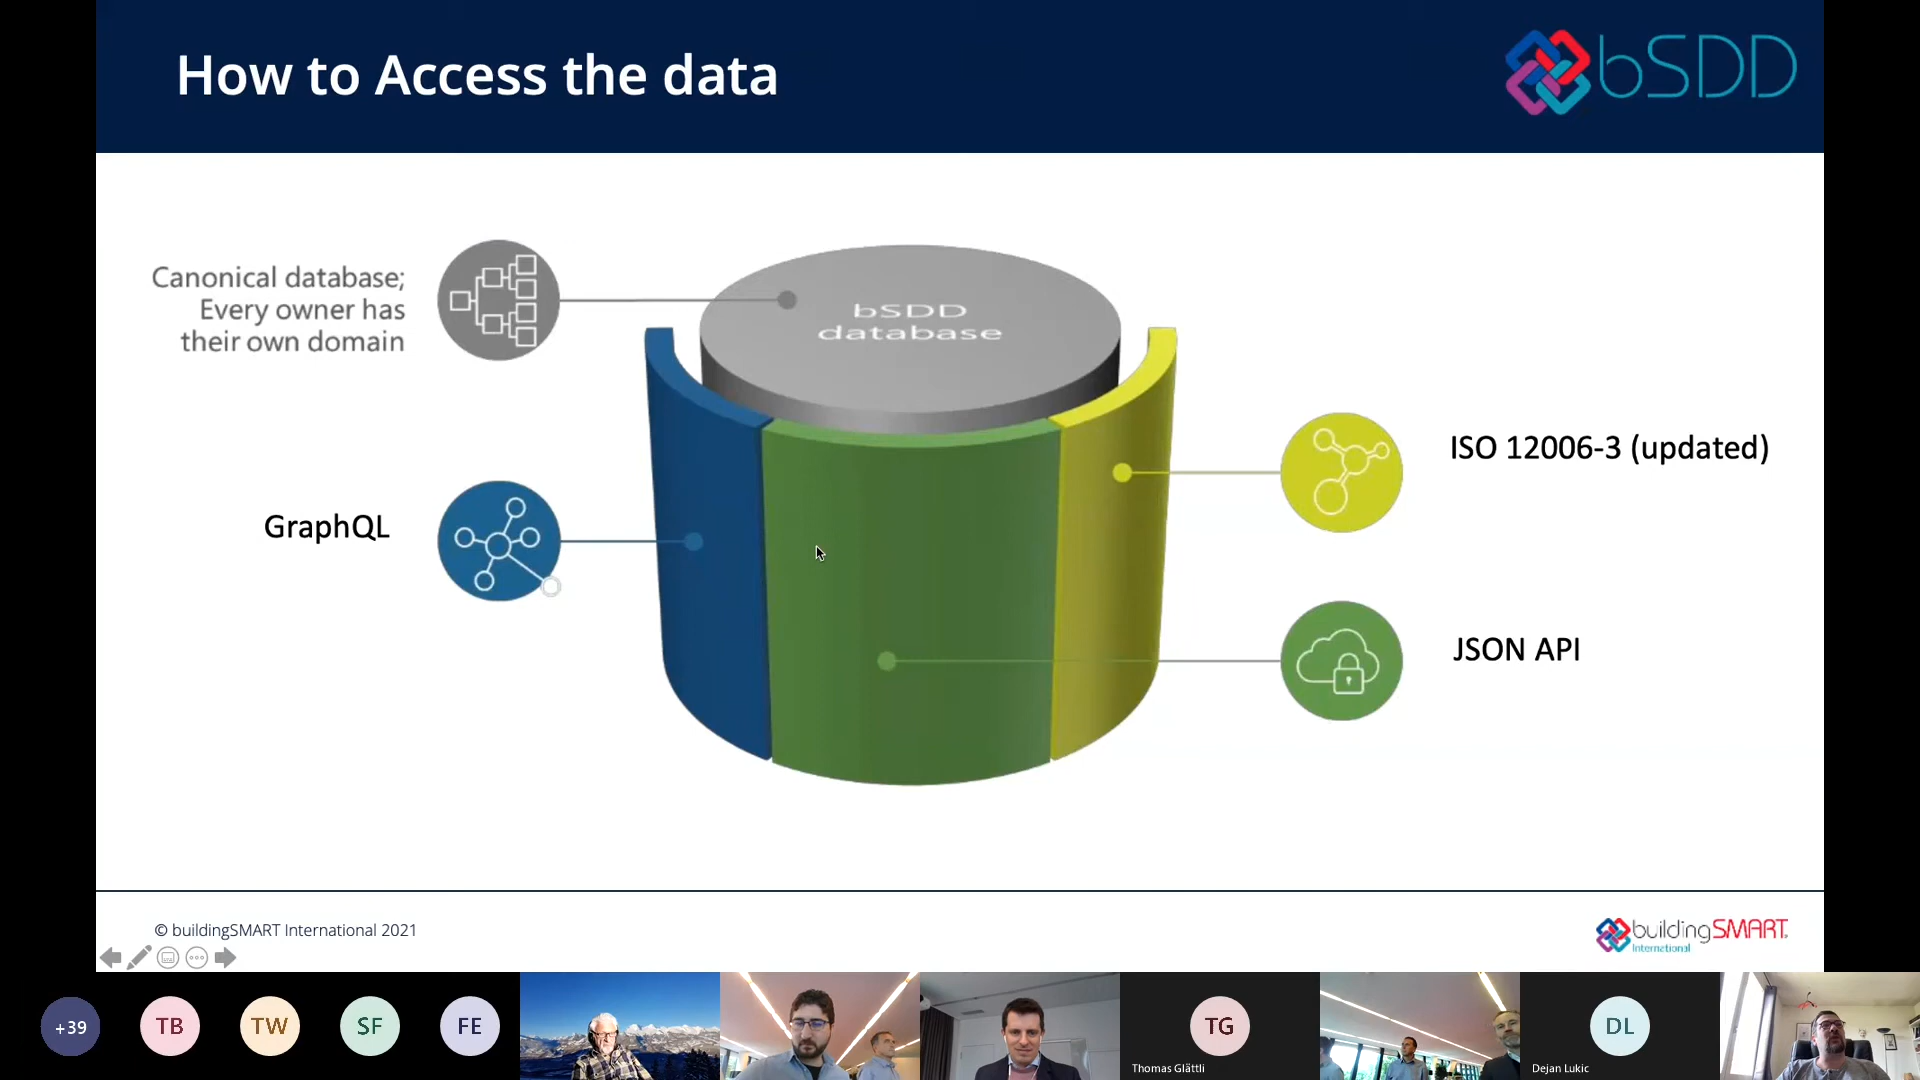 How to Access the data
bSDD
Canonical database;
Every owner has
their own domain
bSDD
database
ISO 12006-3 (updated)
GraphQL
JSON API
© buildingSMART International 2021
buildingSMART
International
+39
TB
TW
SF
FE
TG
Thomas Glättli
DL
Dejan Lukic